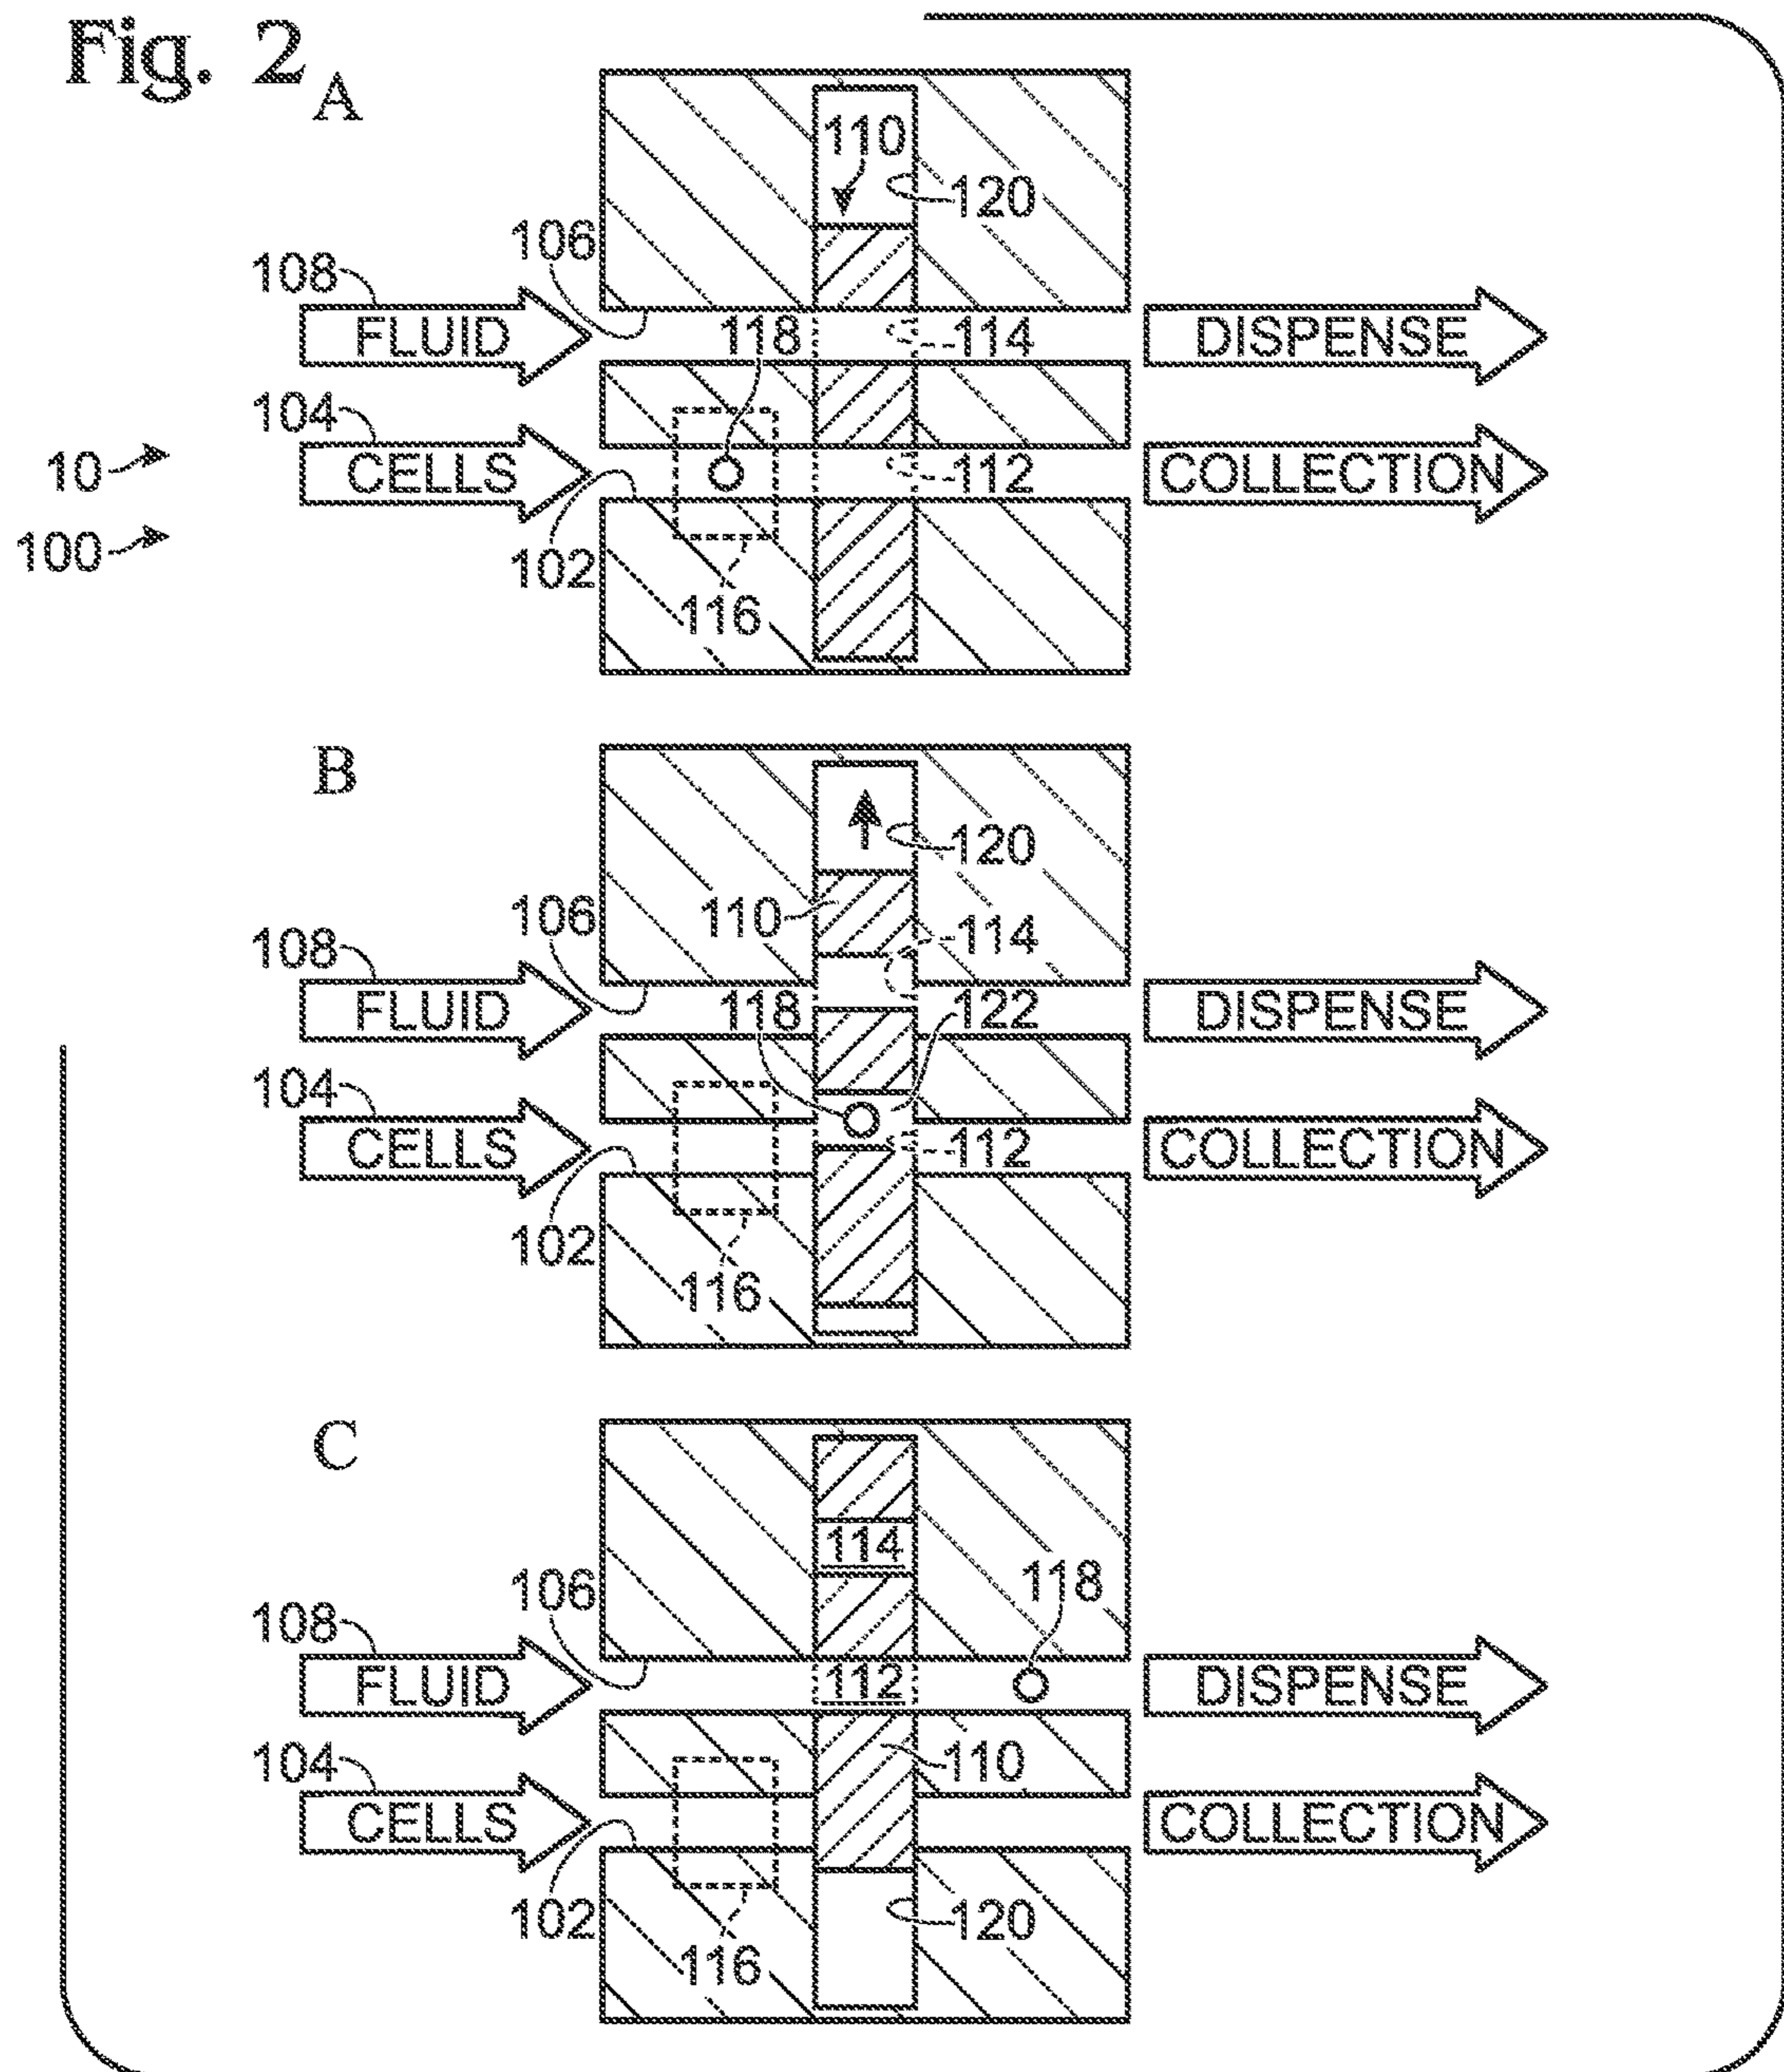 Fig. 2
A
110
120
106
108
FLUID
118
114
DISPENSE
104
10
CELLS
112
COLLECTION
100
102
116
B
120
110
106
114
108
FLUID
118
122
DISPENSE
104
CELLS
112
COLLECTION
102
116
C
114
106
118
108
FLUID
112
DISPENSE
104
110
CELLS
COLLECTION
102
120
116